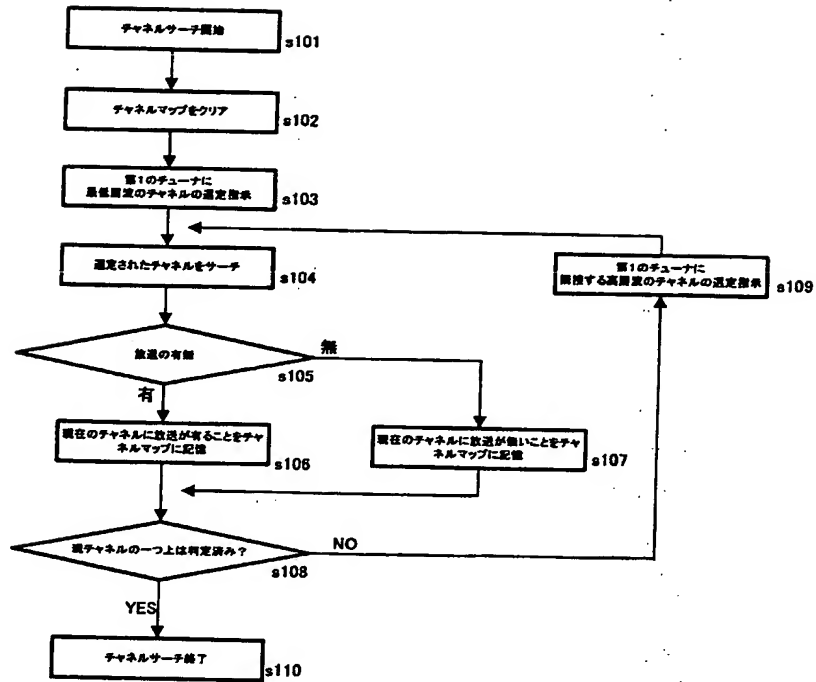 チャネルサーチ開始
s101
チャネルマップをクリア
s102
第1のチューナに
最低周波のチャネルの選定指示
s103
選定されたチャネルをサーチ
s104
第1のチューナに
隣接する高周波のチャネルの選定指示
s109
放送の有無
s105
無
有
現在のチャネルに放送が有ることをチャ
ネルマップに記憶
s106
現在のチャネルに放送が無いことをチャ
ネルマップに記憶
s107
現チャネルの一つ上は判定済み?
s108
NO
YES
チャネルサーチ終了
s110